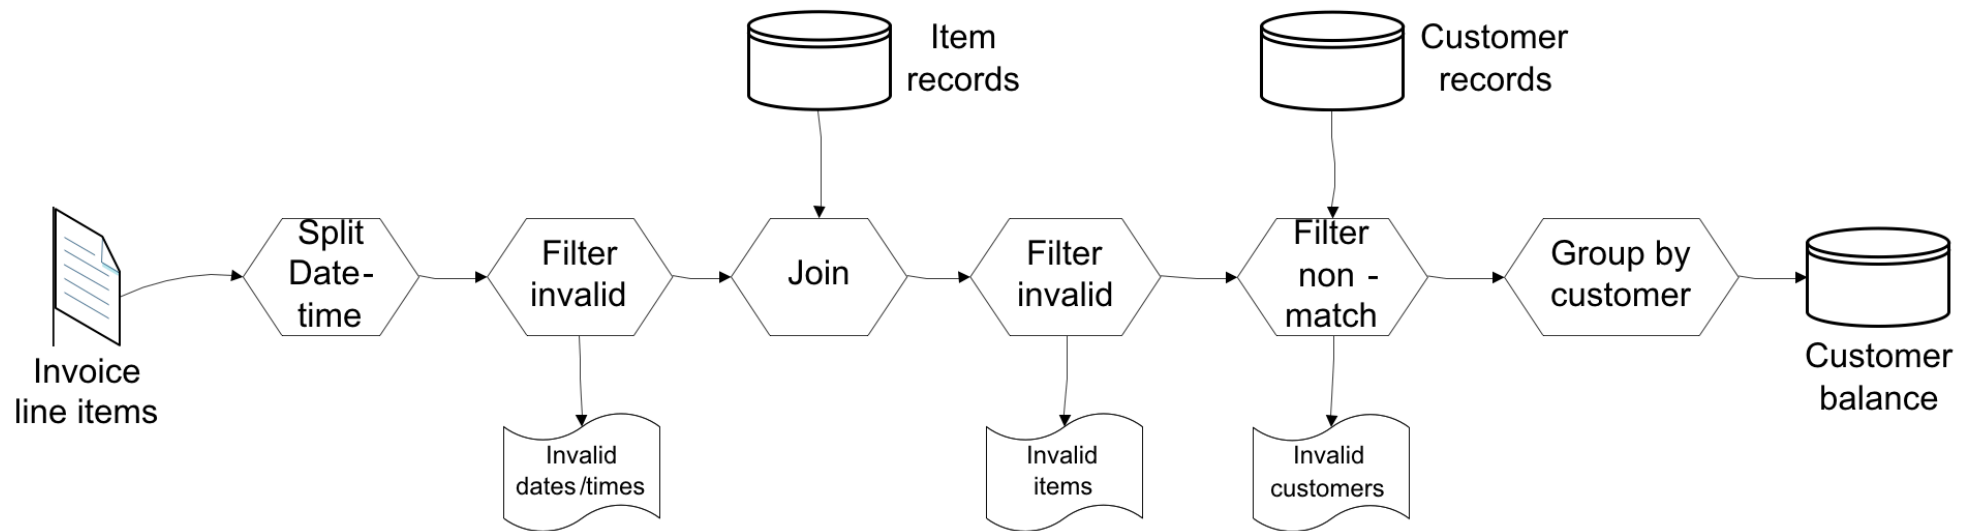 Item
records
Customer
records
Split
Date-
time
Filter
invalid
Join
Filter
invalid
Filter
non -
match
Group by
customer
Invoice
line items
Customer
balance
Invalid
dates /times
Invalid
items
Invalid
customers